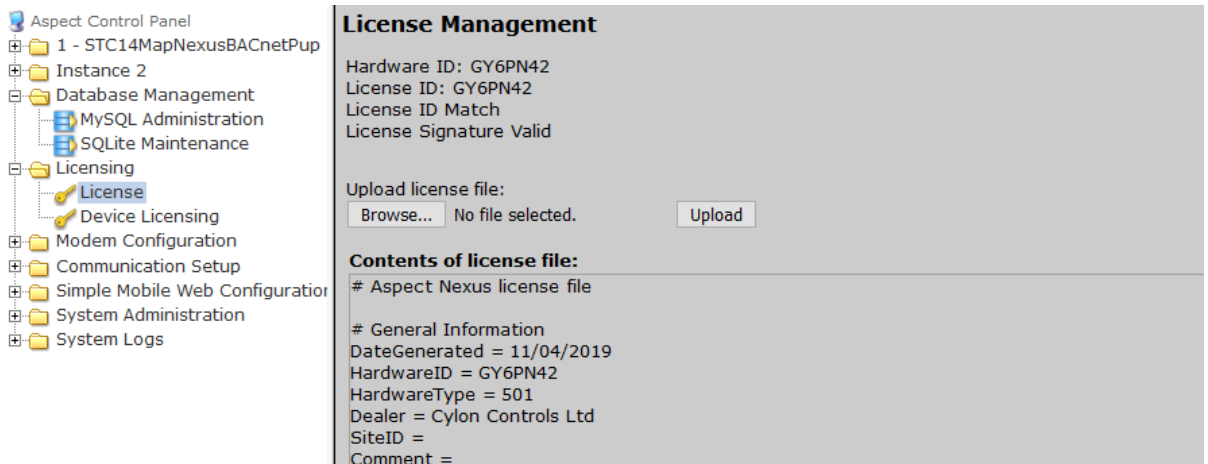 Aspect Control Panel
1 - STC14MapNexusBACnetPup
Instance 2
Database Management
MySQL Administration
SQLite Maintenance
Licensing
License
Device Licensing
Modem Configuration
Communication Setup
Simple Mobile Web Configuration
System Administration
System Logs
License Management
Hardware ID: GY6PN42
License ID: GY6PN42
License ID Match
License Signature Valid
Upload license file:
Browse... No file selected. Upload
Contents of license file:
# Aspect Nexus license file
# General Information
DateGenerated = 11/04/2019
HardwareID = GY6PN42
HardwareType = 501
Dealer = Cylon Controls Ltd
SiteID =
Comment =